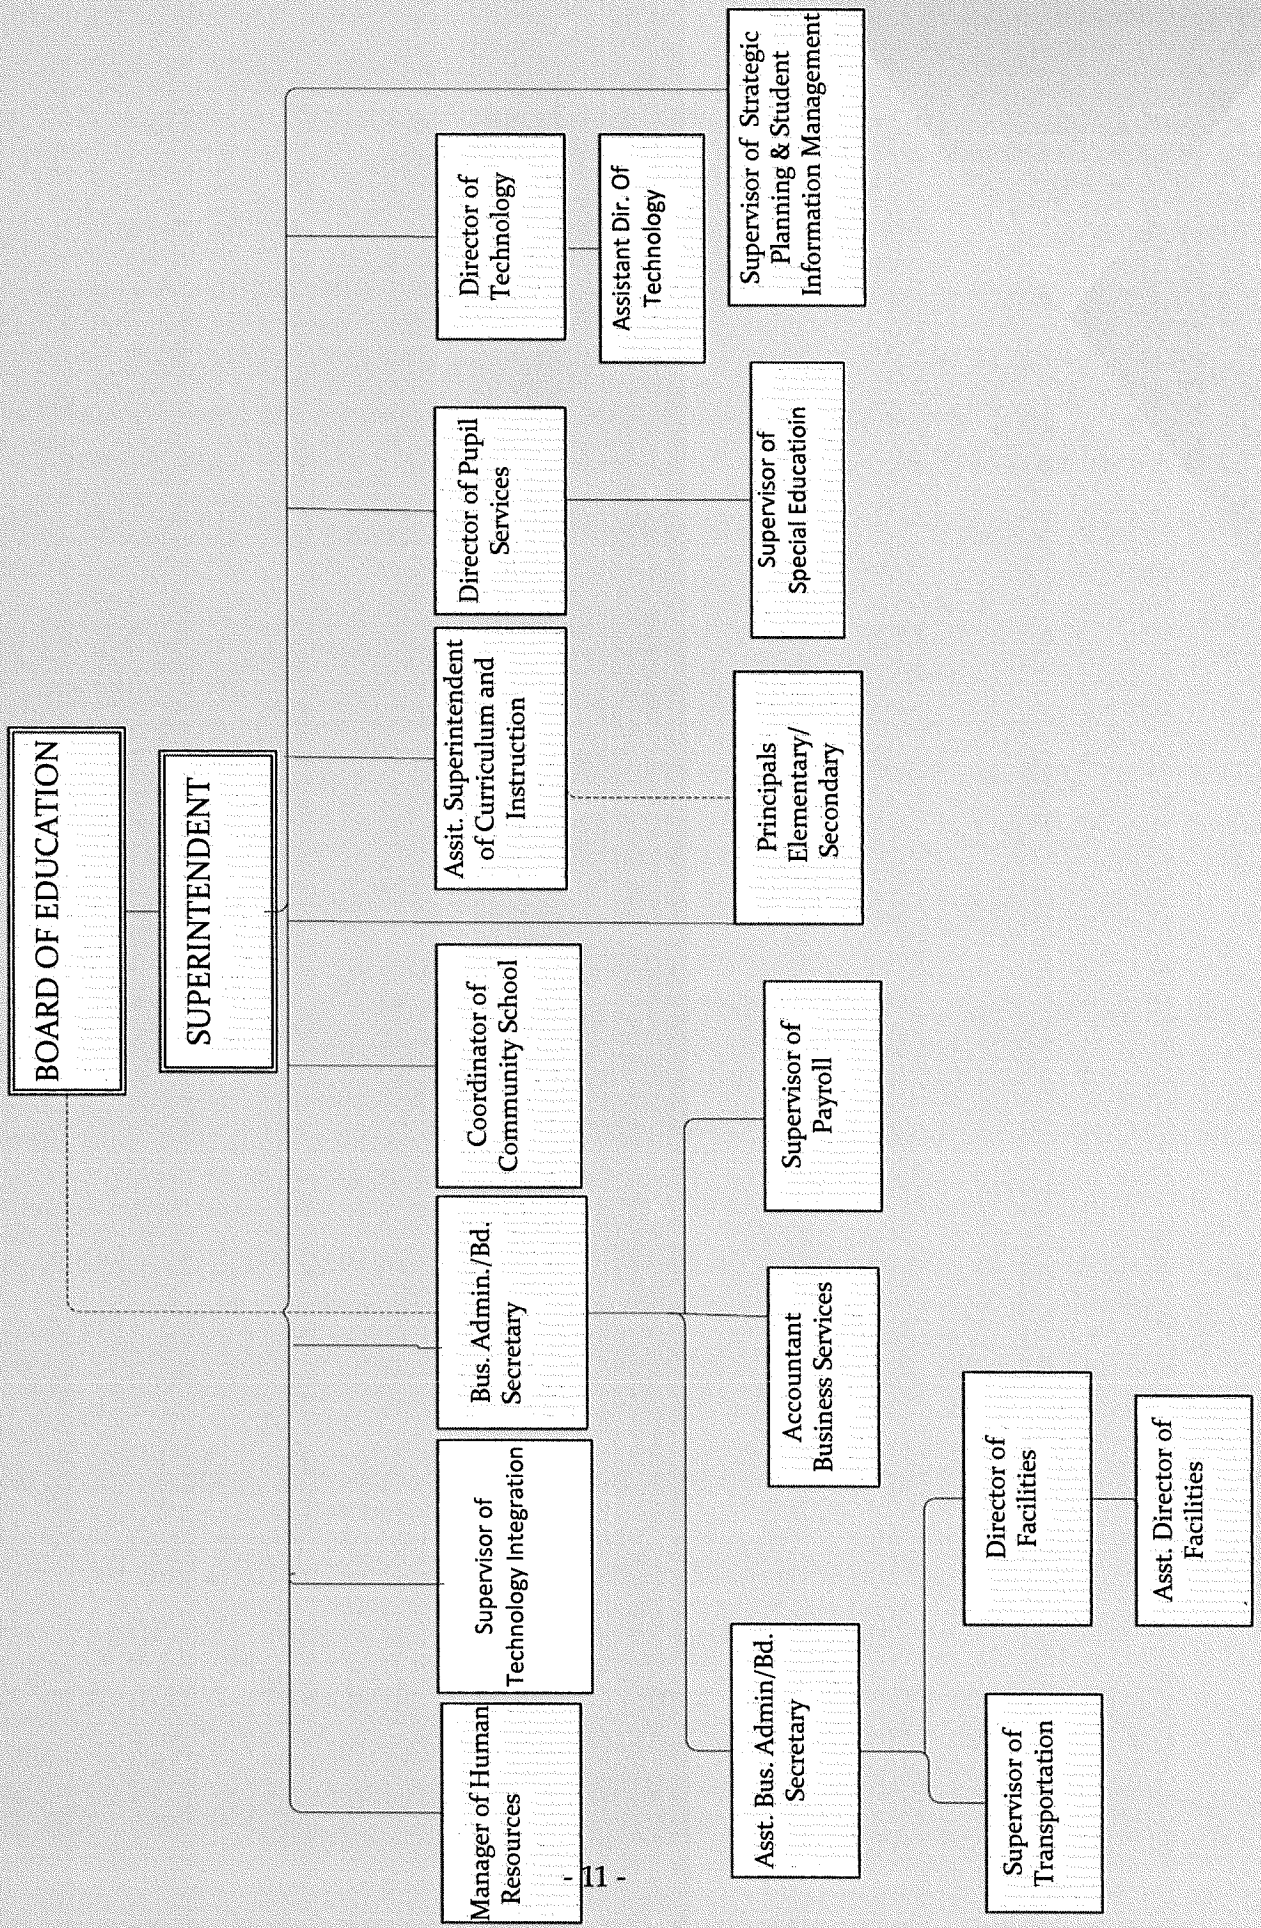 BOARD OF EDUCATION
SUPERINTENDENT
Manager of Human
Resources
Supervisor of
Technology Integration
Bus. Admin./Bd.
Secretary
Coordinator of
Community School
Assit. Superintendent
of Curriculum and
Instruction
Director of Pupil
Services
Director of
Technology
Assistant Dir. Of
Technology
Asst. Bus. Admin/Bd.
Secretary
Accountant
Business Services
Supervisor of
Payroll
Principals
Elementary/
Secondary
Supervisor of
Special Educatioin
Supervisor of Strategic
Planning & Student
Information Management
Supervisor of
Transportation
Director of
Facilities
Asst. Director of
Facilities
- 11 -